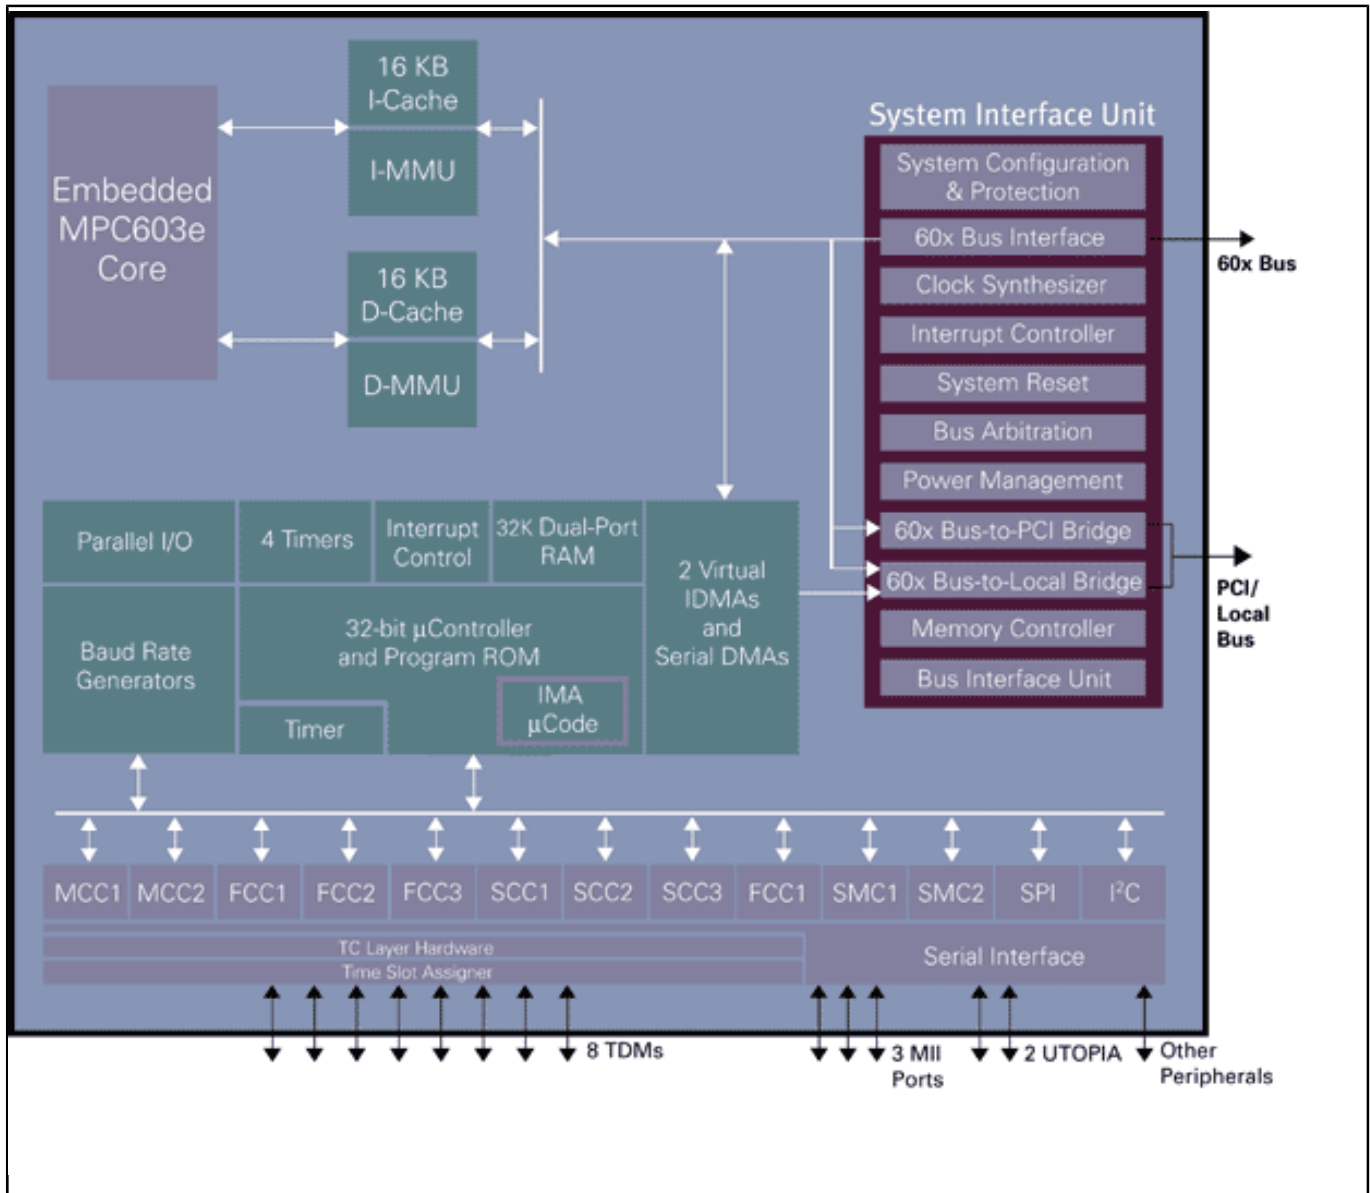 16 KB
I-Cache
I-MMU
Embedded
MPC603e
Core
16 KB
D-Cache
D-MMU
System Interface Unit
System Configuration
& Protection
60x Bus Interface
Clock Synthesizer
Interrupt Controller
System Reset
Bus Arbitration
Power Management
60x Bus-to-PCI Bridge
60x Bus-to-Local Bridge
Memory Controller
Bus Interface Unit
60x Bus
PCI/
Local
Bus
Parallel I/O
4 Timers
Interrupt
Control
32K Dual-Port
RAM
2 Virtual
IDMAs
and
Serial DMAs
Baud Rate
Generators
32-bit µController
and Program ROM
IMA
µCode
Timer
MCC1
MCC2
FCC1
FCC2
FCC3
SCC1
SCC2
SCC3
FCC1
SMC1
SMC2
SPI
I²C
TC Layer Hardware
Time Slot Assigner
Serial Interface
8 TDMs
3 MII
Ports
2 UTOPIA
Other
Peripherals